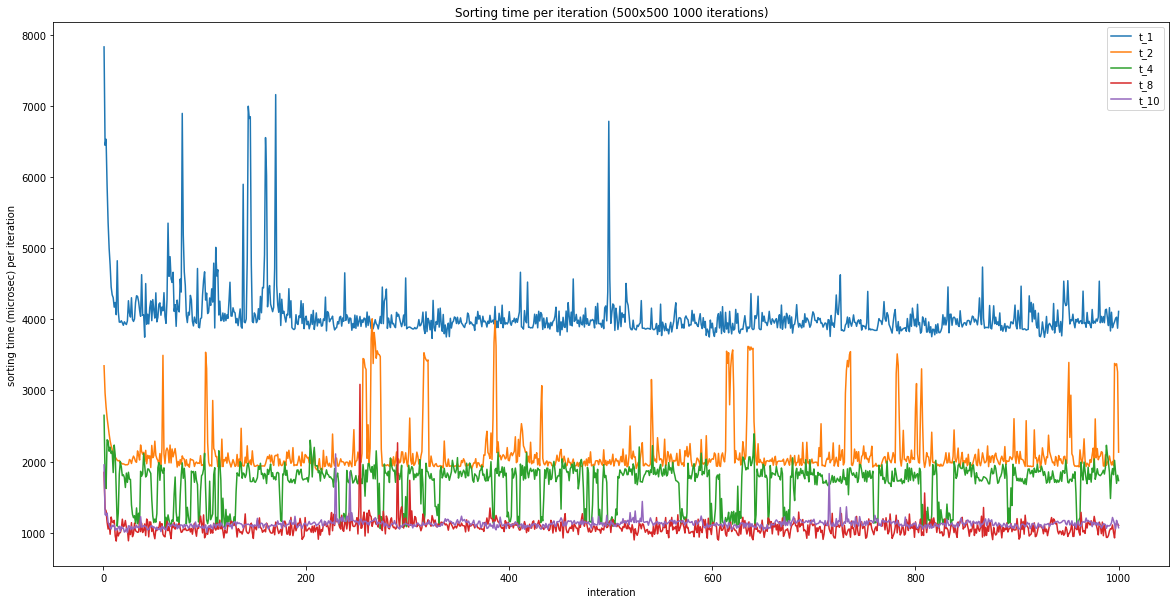 Sorting time per iteration (500x500 1000 iterations)
t_1
t_2
t_4
t_8
t_10
8000
7000
6000
5000
4000
3000
2000
1000
sorting time (microsec) per iteration
0
200
400
600
800
1000
interation